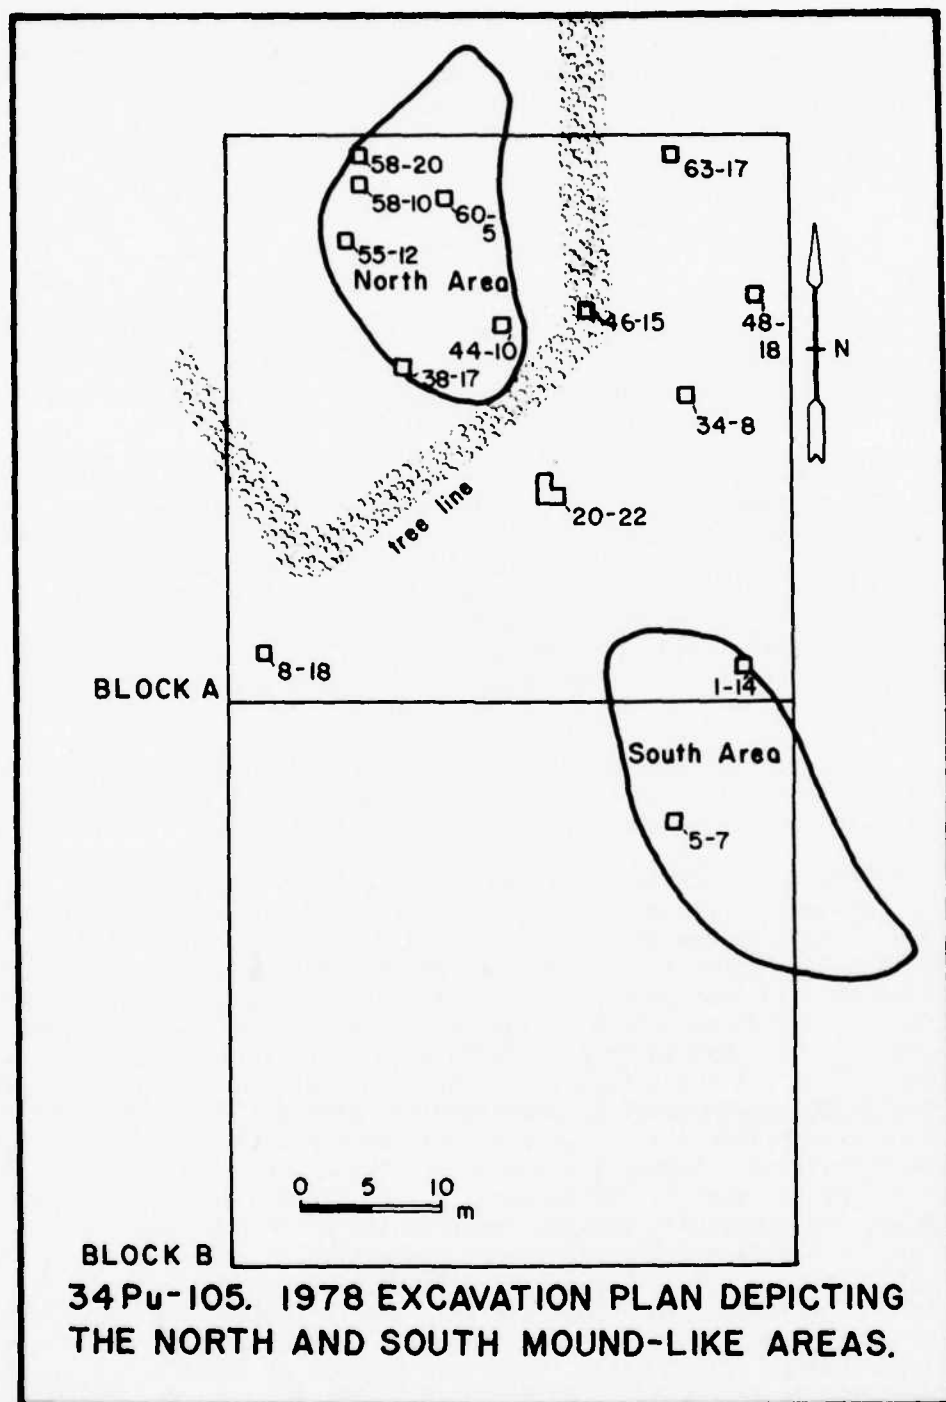 58-20
63-17
58-10
60-
5
55-12
North Area
46-15
48-
18
N
44-10
38-17
34-8
tree line
20-22
8-18
1-14
BLOCK A
South Area
5-7
0 5 10
m
BLOCK B
34Pu-105. 1978 EXCAVATION PLAN DEPICTING
THE NORTH AND SOUTH MOUND-LIKE AREAS.